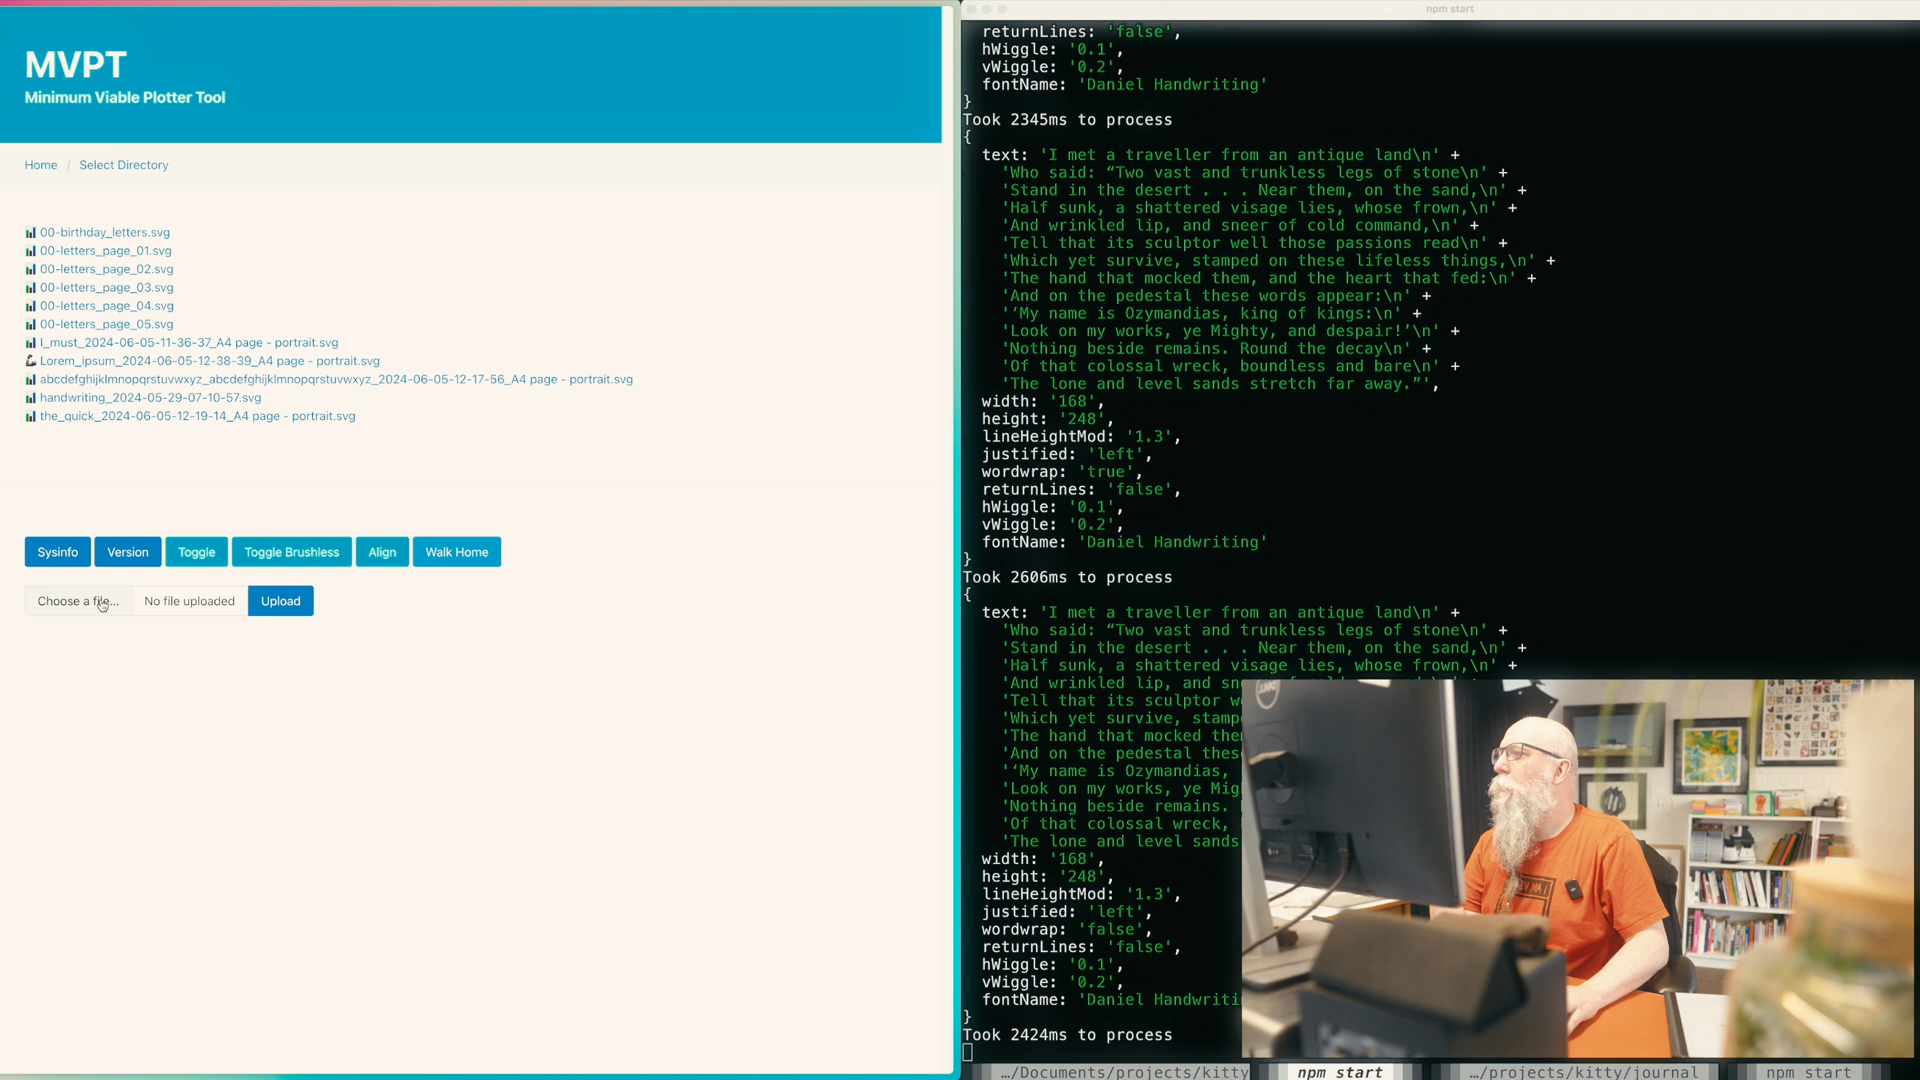 MVPT
Minimum Viable Plotter Tool
Home / Select Directory
00-birthday_letters.svg
00-letters_page_01.svg
00-letters_page_02.svg
00-letters_page_03.svg
00-letters_page_04.svg
00-letters_page_05.svg
I_must_2024-06-05-11-36-37_A4 page - portrait.svg
Lorem_ipsum_2024-06-05-12-38-39_A4 page - portrait.svg
abcdefghijklmnopqrstuvwxyz_abcdefghijklmnopqrstuvwxyz_2024-06-05-12-17-56_A4 page - portrait.svg
handwriting_2024-05-29-07-10-57.svg
the_quick_2024-06-05-12-19-14_A4 page - portrait.svg
Sysinfo Version Toggle Toggle Brushless Align Walk Home
Choose a file... No file uploaded Upload
npm start
returnLines: 'false',
hWiggle: '0.1',
vWiggle: '0.2',
fontName: 'Daniel Handwriting'
}
Took 2345ms to process
{
text: 'I met a traveller from an antique land\n' +
'Who said: “Two vast and trunkless legs of stone\n' +
'Stand in the desert . . . Near them, on the sand,\n' +
'Half sunk, a shattered visage lies, whose frown,\n' +
'And wrinkled lip, and sneer of cold command,\n' +
'Tell that its sculptor well those passions read\n' +
'Which yet survive, stamped on these lifeless things,\n' +
'The hand that mocked them, and the heart that fed:\n' +
'And on the pedestal these words appear:\n' +
'‘My name is Ozymandias, king of kings:\n' +
'Look on my works, ye Mighty, and despair!’\n' +
'Nothing beside remains. Round the decay\n' +
'Of that colossal wreck, boundless and bare\n' +
'The lone and level sands stretch far away.”',
width: '168',
height: '248',
lineHeightMod: '1.3',
justified: 'left',
wordwrap: 'true',
returnLines: 'false',
hWiggle: '0.1',
vWiggle: '0.2',
fontName: 'Daniel Handwriting'
}
Took 2606ms to process
{
text: 'I met a traveller from an antique land\n' +
'Who said: “Two vast and trunkless legs of stone\n' +
'Stand in the desert . . . Near them, on the sand,\n' +
'Half sunk, a shattered visage lies, whose frown,\n' +
'And wrinkled lip, and sn
'Tell that its sculptor w
'Which yet survive, stamp
'The hand that mocked the
'And on the pedestal thes
'‘My name is Ozymandias,
'Look on my works, ye Mig
'Nothing beside remains.
'Of that colossal wreck,
'The lone and level sands
width: '168',
height: '248',
lineHeightMod: '1.3',
justified: 'left',
wordwrap: 'false',
returnLines: 'false',
hWiggle: '0.1',
vWiggle: '0.2',
fontName: 'Daniel Handwriti
}
Took 2424ms to process
…/Documents/projects/kitty npm start …/projects/kitty/journal npm start